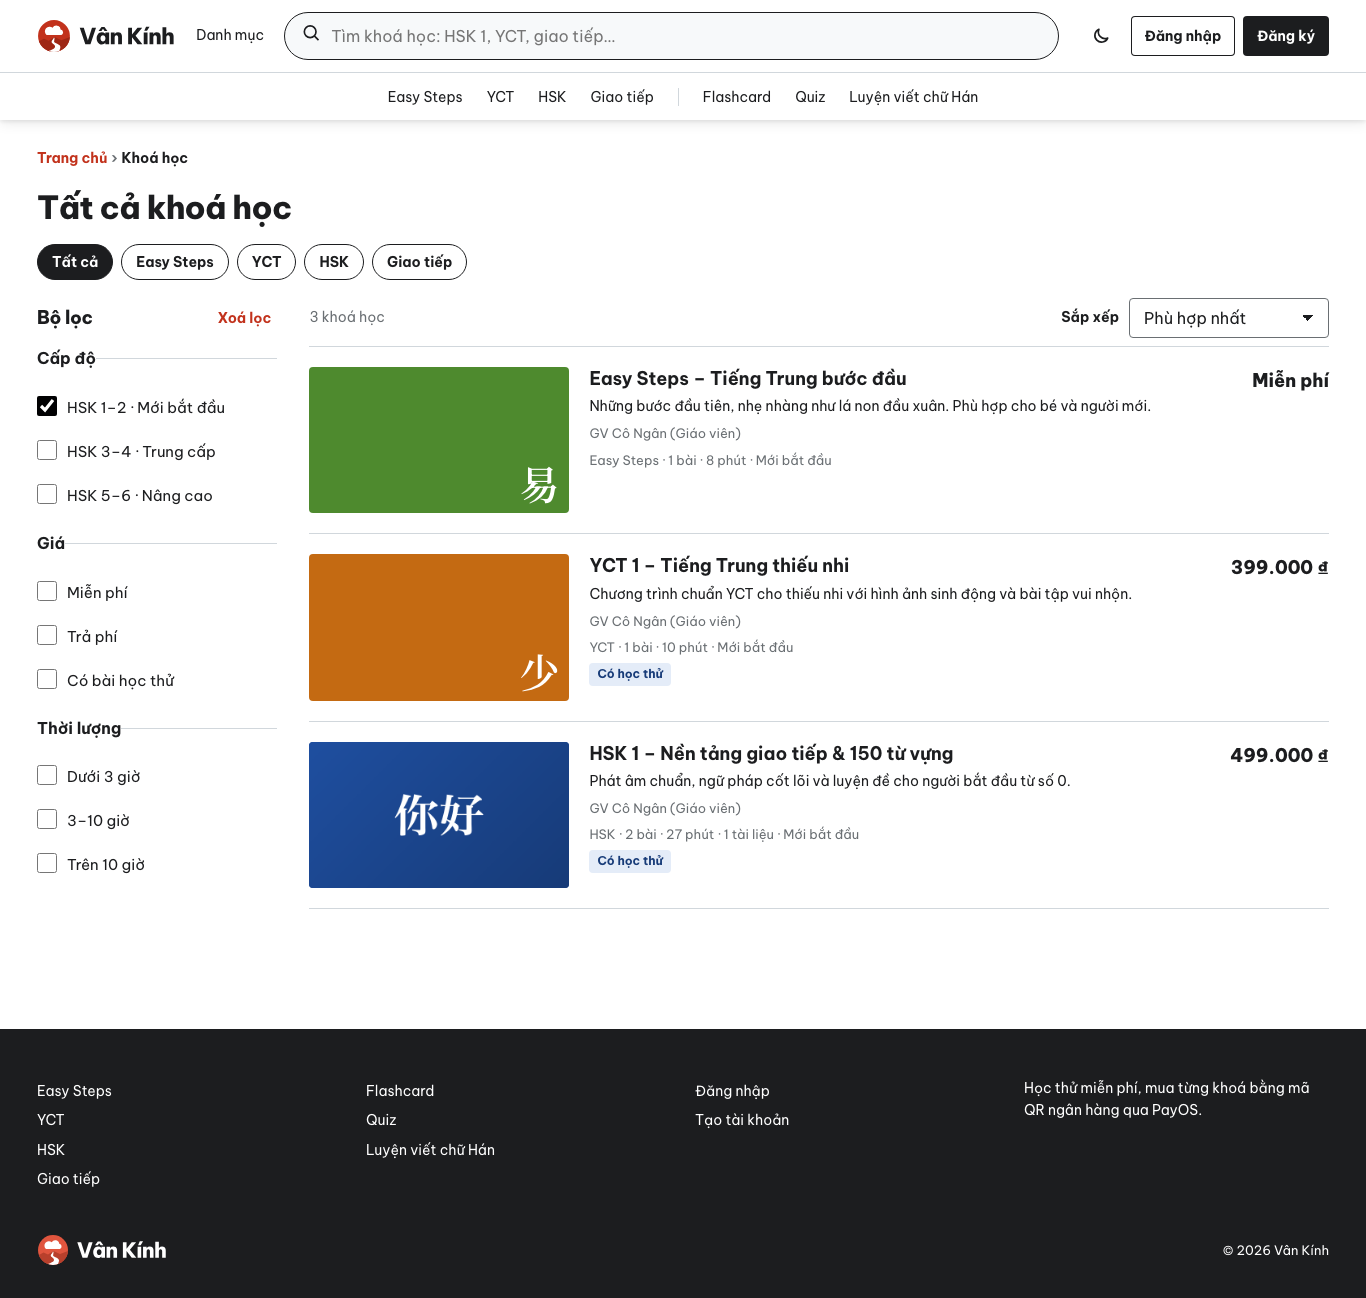 Vân Kính
Danh mục
Tìm khoá học: HSK 1, YCT, giao tiếp...
Đăng nhập
Đăng ký
Easy Steps
YCT
HSK
Giao tiếp
Flashcard
Quiz
Luyện viết chữ Hán
Trang chủ › Khoá học
Tất cả khoá học
Tất cả
Easy Steps
YCT
HSK
Giao tiếp
Bộ lọc
Xoá lọc
Cấp độ
HSK 1–2 · Mới bắt đầu
HSK 3–4 · Trung cấp
HSK 5–6 · Nâng cao
Giá
Miễn phí
Trả phí
Có bài học thử
Thời lượng
Dưới 3 giờ
3–10 giờ
Trên 10 giờ
3 khoá học
Sắp xếp
Phù hợp nhất
易
Easy Steps – Tiếng Trung bước đầu
Miễn phí
Những bước đầu tiên, nhẹ nhàng như lá non đầu xuân. Phù hợp cho bé và người mới.
GV Cô Ngân (Giáo viên)
Easy Steps · 1 bài · 8 phút · Mới bắt đầu
少
YCT 1 – Tiếng Trung thiếu nhi
399.000 ₫
Chương trình chuẩn YCT cho thiếu nhi với hình ảnh sinh động và bài tập vui nhộn.
GV Cô Ngân (Giáo viên)
YCT · 1 bài · 10 phút · Mới bắt đầu
Có học thử
你好
HSK 1 – Nền tảng giao tiếp & 150 từ vựng
499.000 ₫
Phát âm chuẩn, ngữ pháp cốt lõi và luyện đề cho người bắt đầu từ số 0.
GV Cô Ngân (Giáo viên)
HSK · 2 bài · 27 phút · 1 tài liệu · Mới bắt đầu
Có học thử
Easy Steps
YCT
HSK
Giao tiếp
Flashcard
Quiz
Luyện viết chữ Hán
Đăng nhập
Tạo tài khoản
Học thử miễn phí, mua từng khoá bằng mã
QR ngân hàng qua PayOS.
Vân Kính
© 2026 Vân Kính